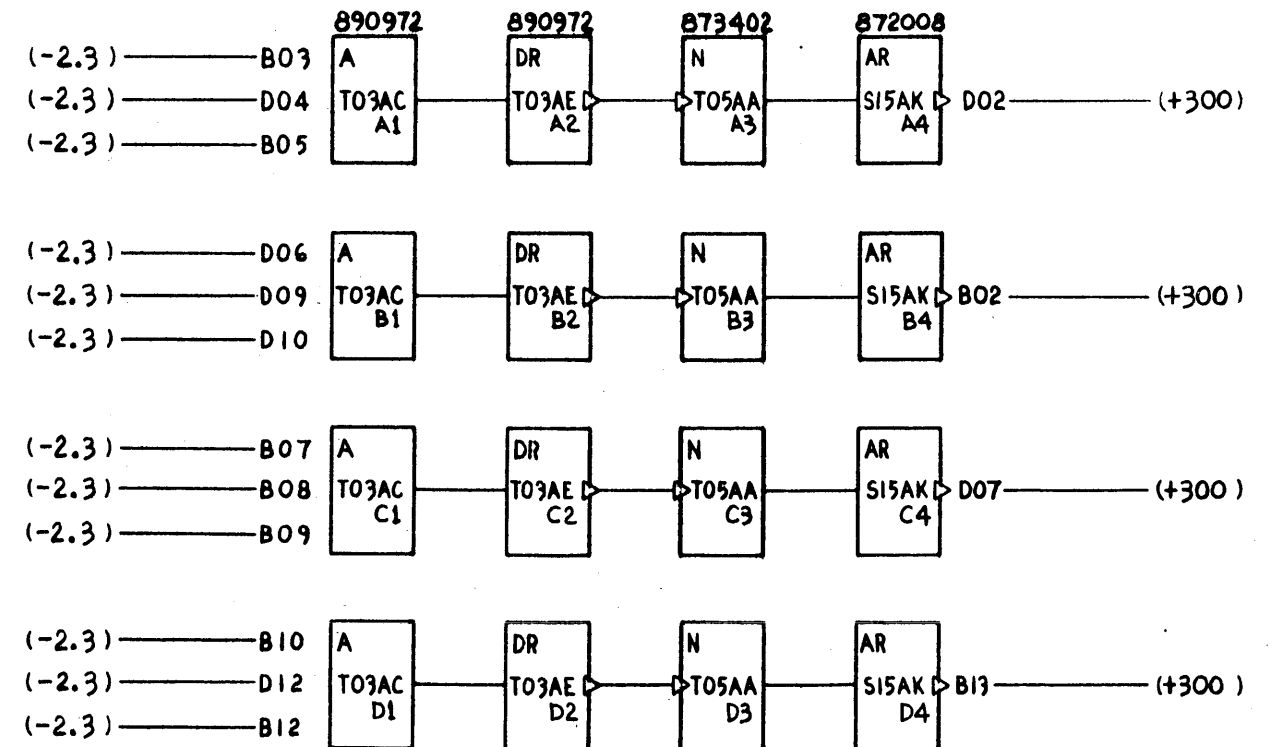 890972 890972 873402 872008
(-2.3) B03 A DR N AR
(-2.3) D04 T03AC T03AE T05AA S15AK D02 (+300)
A1 A2 A3 A4
(-2.3) B05
(-2.3) D06 A DR N AR
(-2.3) D09 T03AC T03AE T05AA S15AK B02 (+300)
B1 B2 B3 B4
(-2.3) D10
(-2.3) B07 A DR N AR
(-2.3) B08 T03AC T03AE T05AA S15AK D07 (+300)
C1 C2 C3 C4
(-2.3) B09
(-2.3) B10 A DR N AR
(-2.3) D12 T03AC T03AE T05AA S15AK B13 (+300)
D1 D2 D3 D4
(-2.3) B12